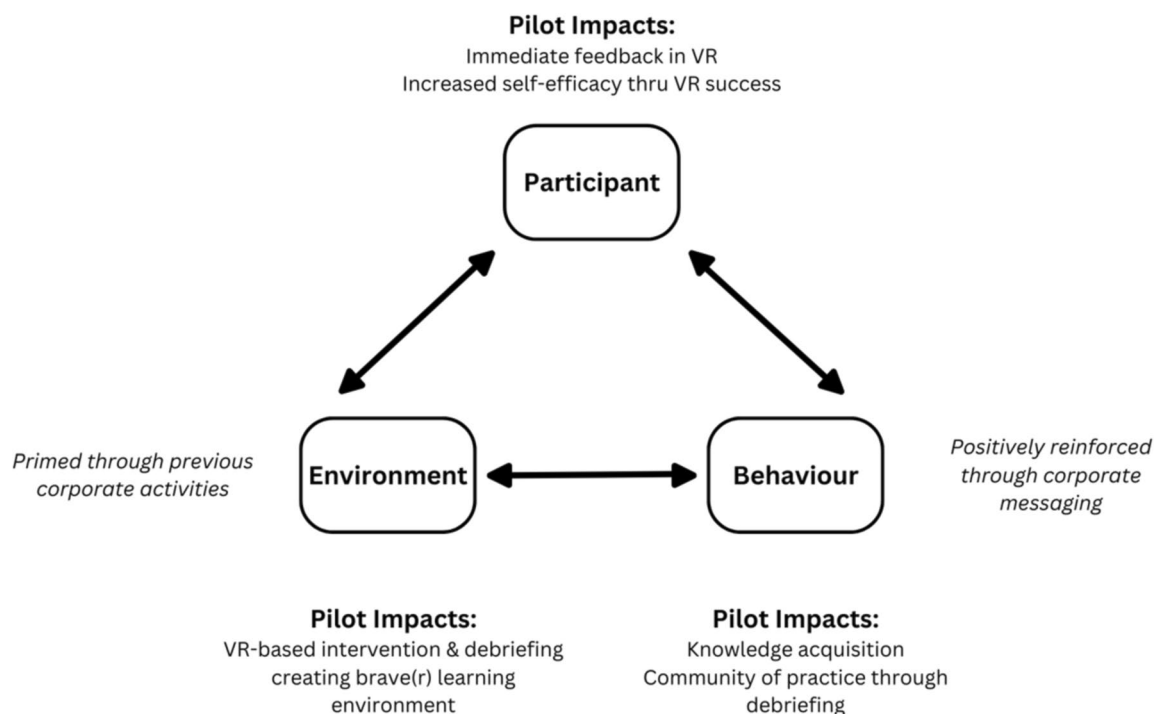 Pilot Impacts:
Immediate feedback in VR
Increased self-efficacy thru VR success
Participant
Primed through previous
corporate activities
Environment
Behaviour
Positively reinforced
through corporate
messaging
Pilot Impacts:
VR-based intervention & debriefing
creating brave(r) learning
environment
Pilot Impacts:
Knowledge acquisition
Community of practice through
debriefing